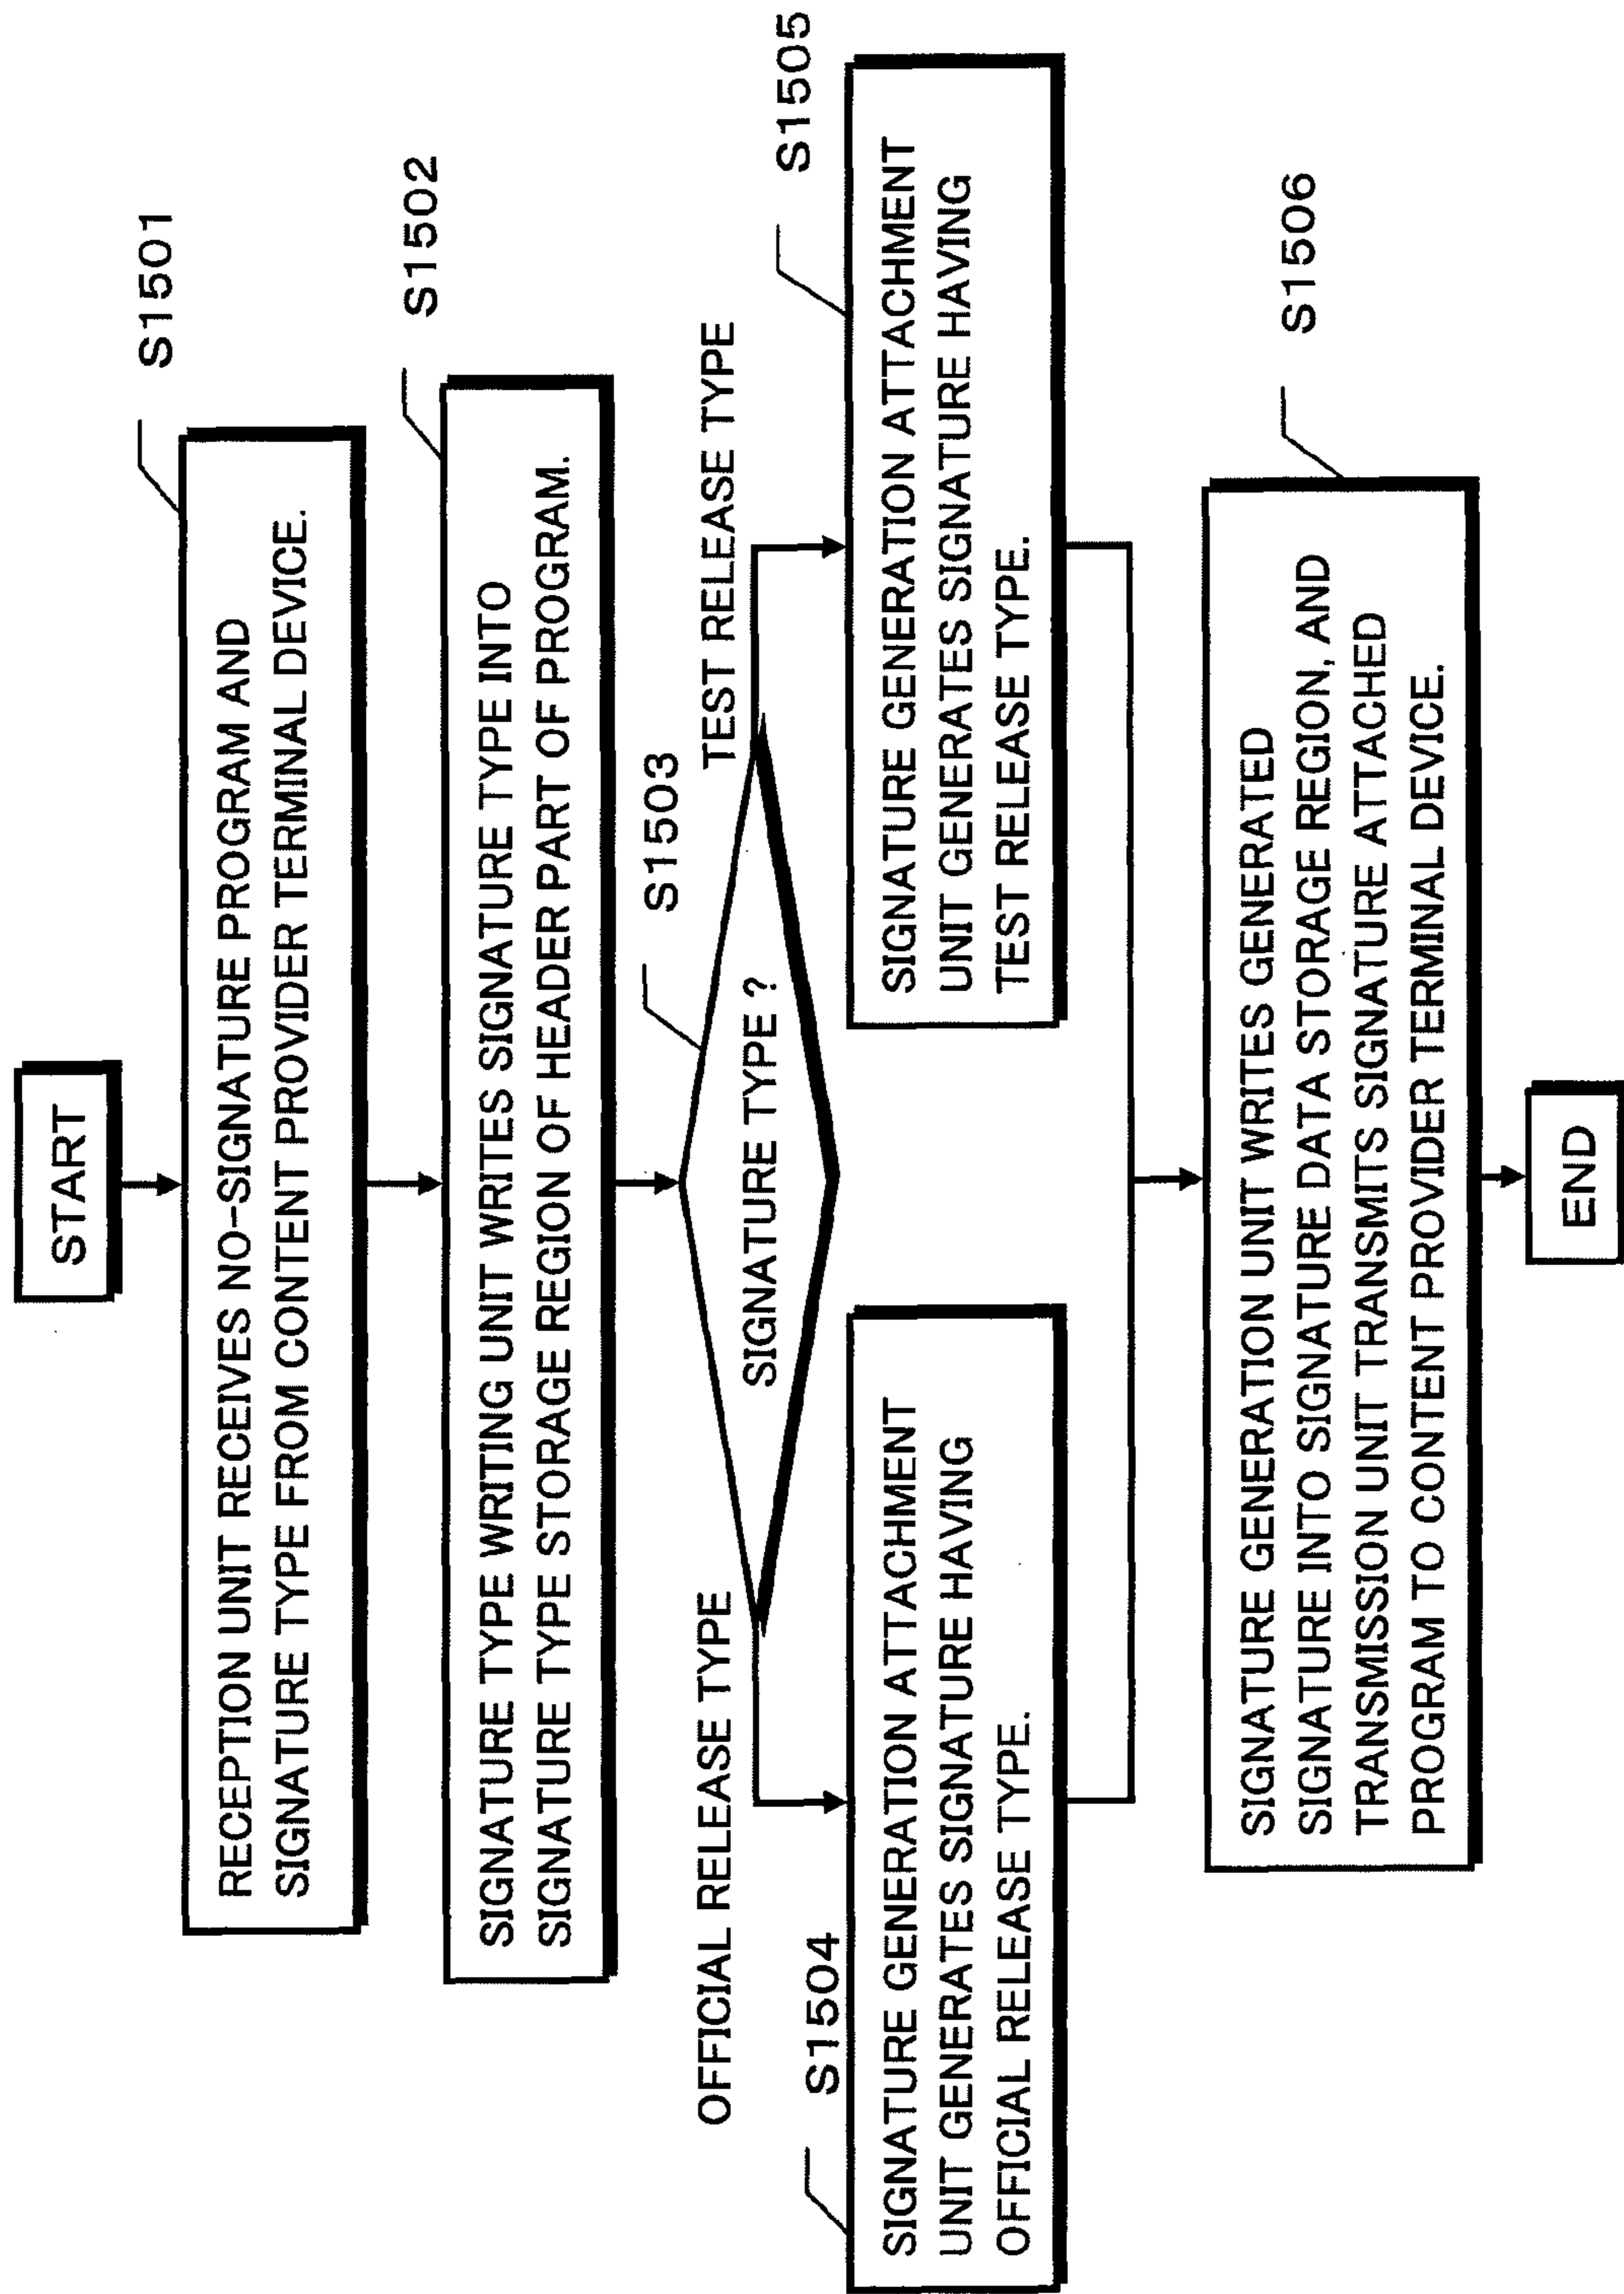 START
S1501
RECEPTION UNIT RECEIVES NO-SIGNATURE PROGRAM AND
SIGNATURE TYPE FROM CONTENT PROVIDER TERMINAL DEVICE.
S1502
SIGNATURE TYPE WRITING UNIT WRITES SIGNATURE TYPE INTO
SIGNATURE TYPE STORAGE REGION OF HEADER PART OF PROGRAM.
S1503
SIGNATURE TYPE ?
OFFICIAL RELEASE TYPE
TEST RELEASE TYPE
S1504
SIGNATURE GENERATION ATTACHMENT
UNIT GENERATES SIGNATURE HAVING
OFFICIAL RELEASE TYPE.
S1505
SIGNATURE GENERATION ATTACHMENT
UNIT GENERATES SIGNATURE HAVING
TEST RELEASE TYPE.
S1506
SIGNATURE GENERATION UNIT WRITES GENERATED
SIGNATURE INTO SIGNATURE DATA STORAGE REGION, AND
TRANSMISSION UNIT TRANSMITS SIGNATURE ATTACHED
PROGRAM TO CONTENT PROVIDER TERMINAL DEVICE.
END